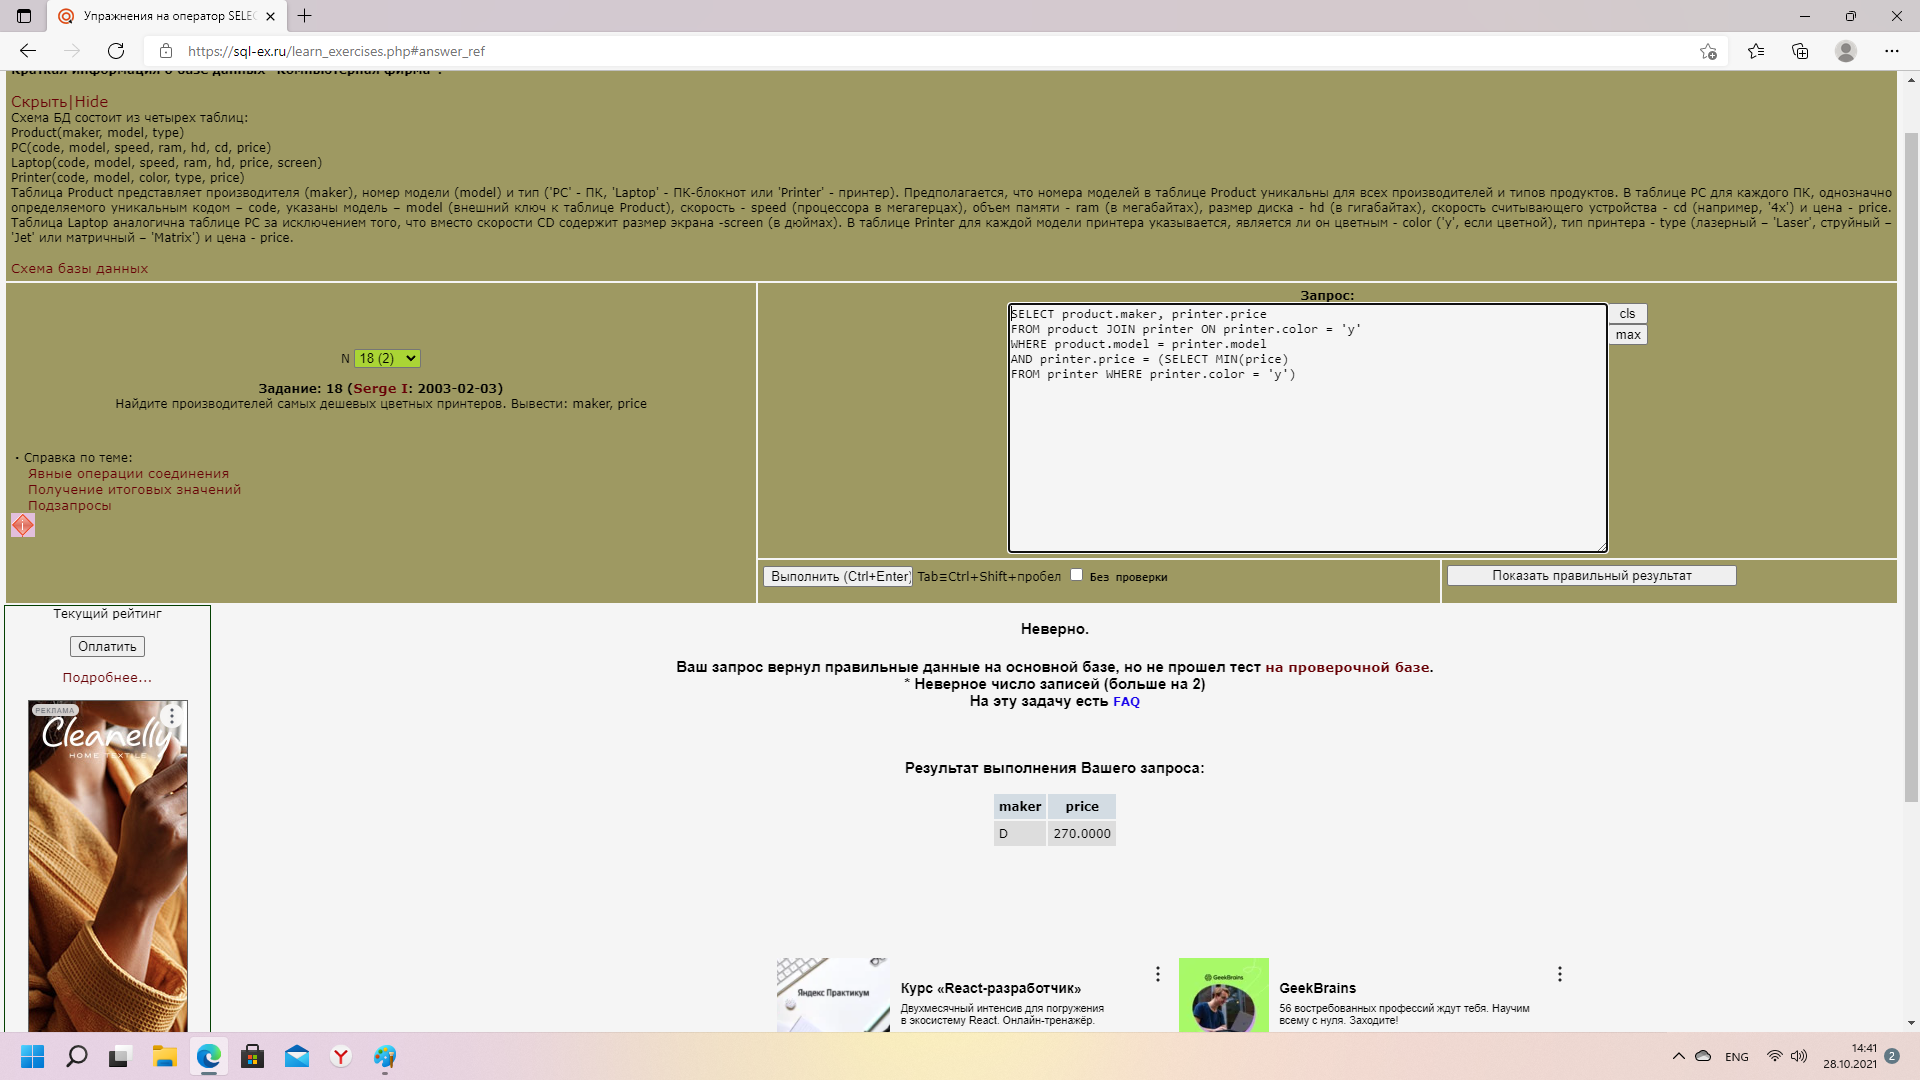 Упражнения на оператор SELEC
https://sql-ex.ru/learn_exercises.php#answer_ref
Краткая информация о базе данных "Компьютерная фирма":
Скрыть|Hide
Схема БД состоит из четырех таблиц:
Product(maker, model, type)
PC(code, model, speed, ram, hd, cd, price)
Laptop(code, model, speed, ram, hd, price, screen)
Printer(code, model, color, type, price)
Таблица Product представляет производителя (maker), номер модели (model) и тип ('PC' - ПК, 'Laptop' - ПК-блокнот или 'Printer' - принтер). Предполагается, что номера моделей в таблице Product уникальны для всех производителей и типов продуктов. В таблице PC для каждого ПК, однозначно
определяемого уникальным кодом – code, указаны модель – model (внешний ключ к таблице Product), скорость - speed (процессора в мегагерцах), объем памяти - ram (в мегабайтах), размер диска - hd (в гигабайтах), скорость считывающего устройства - cd (например, '4x') и цена - price.
Таблица Laptop аналогична таблице РС за исключением того, что вместо скорости CD содержит размер экрана -screen (в дюймах). В таблице Printer для каждой модели принтера указывается, является ли он цветным - color ('y', если цветной), тип принтера - type (лазерный – 'Laser', струйный –
'Jet' или матричный – 'Matrix') и цена - price.
Схема базы данных
Запрос:
SELECT product.maker, printer.price
FROM product JOIN printer ON printer.color = 'y'
WHERE product.model = printer.model
AND printer.price = (SELECT MIN(price)
FROM printer WHERE printer.color = 'y')
cls
max
N 18 (2)
Задание: 18 (Serge I: 2003-02-03)
Найдите производителей самых дешевых цветных принтеров. Вывести: maker, price
· Справка по теме:
Явные операции соединения
Получение итоговых значений
Подзапросы
Выполнить (Ctrl+Enter) Tab≡Ctrl+Shift+пробел Без проверки
Показать правильный результат
Текущий рейтинг
Оплатить
Подробнее...
РЕКЛАМА
Cleanelly
HOME TEXTILE
Неверно.
Ваш запрос вернул правильные данные на основной базе, но не прошел тест на проверочной базе.
* Неверное число записей (больше на 2)
На эту задачу есть FAQ
Результат выполнения Вашего запроса:
maker price
D 270.0000
Яндекс Практикум
Курс «React-разработчик»
Двухмесячный интенсив для погружения
в экосистему React. Онлайн-тренажёр.
GeekBrains
GeekBrains
56 востребованных профессий ждут тебя. Научим
всему с нуля. Заходите!
ENG
14:41
28.10.2021
2